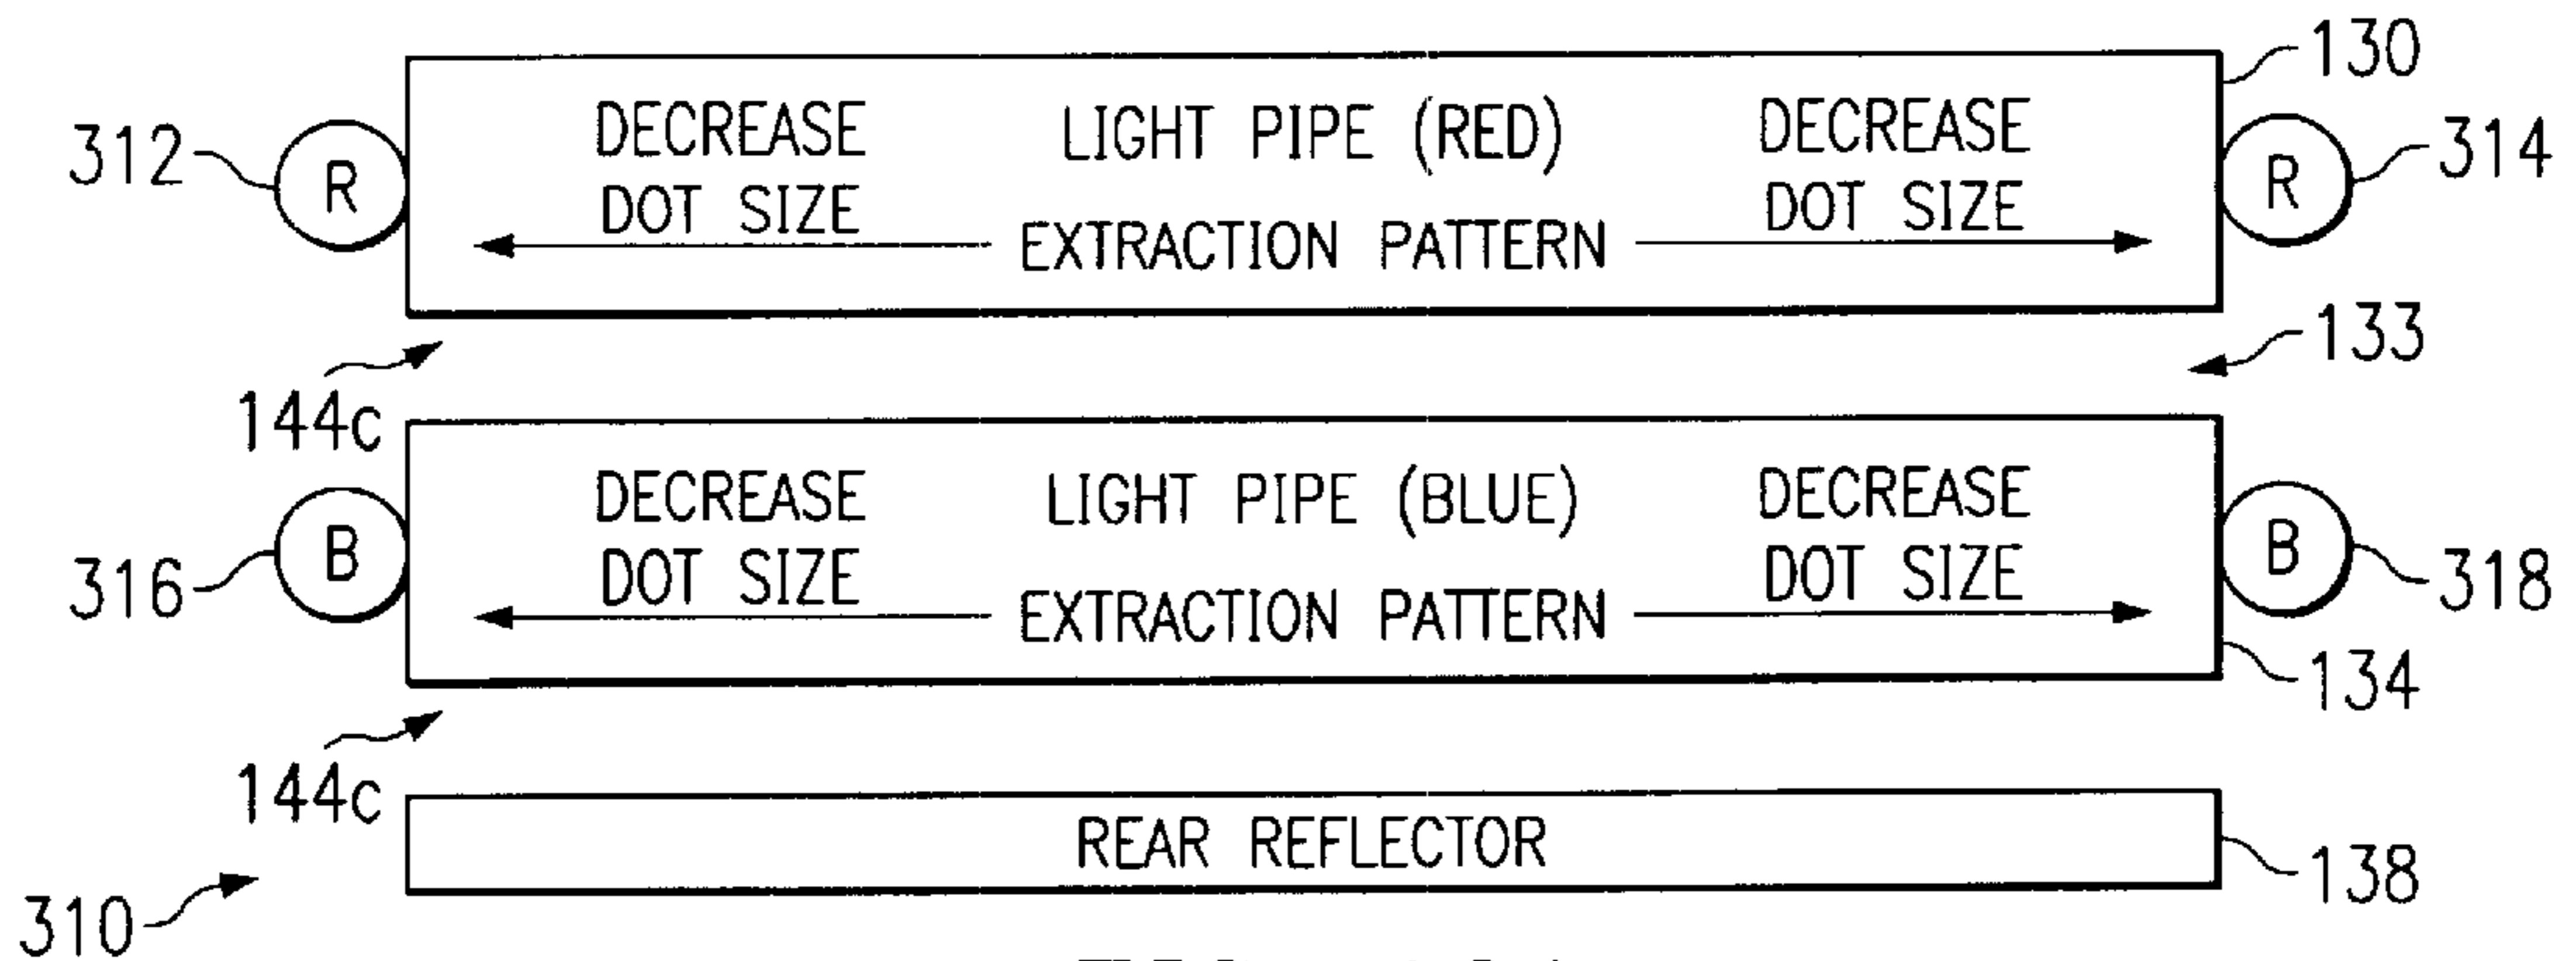 130
DECREASE LIGHT PIPE (RED) DECREASE
312 R DOT SIZE DOT SIZE R 314
EXTRACTION PATTERN
133
144c
DECREASE LIGHT PIPE (BLUE) DECREASE
316 B DOT SIZE DOT SIZE B 318
EXTRACTION PATTERN
134
144c
REAR REFLECTOR
138
310